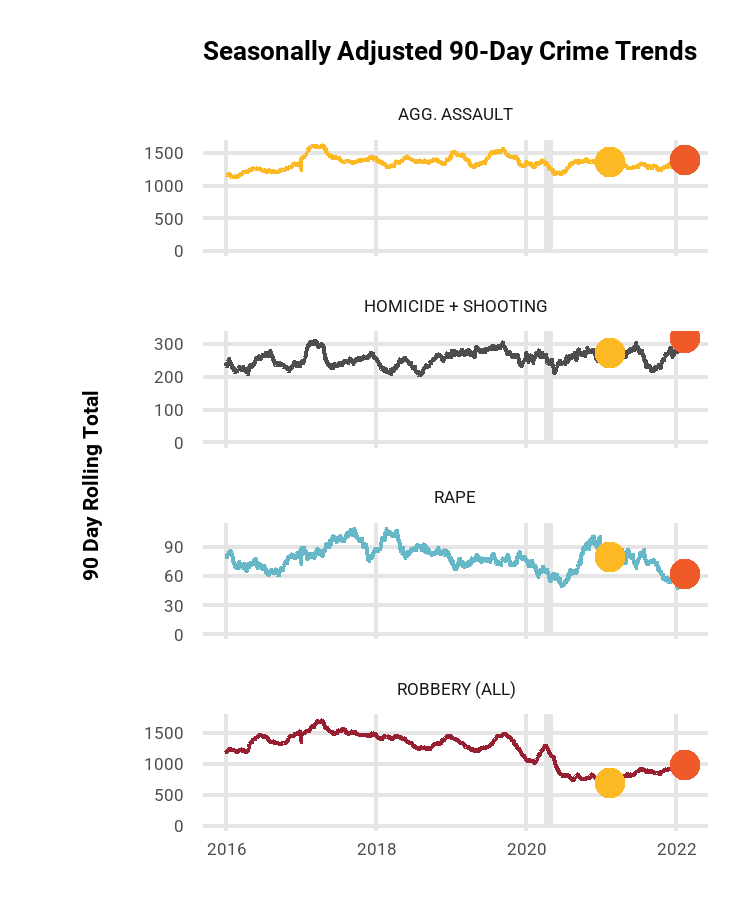 Seasonally Adjusted 90-Day Crime Trends
AGG. ASSAULT
1500
1000
500
0
HOMICIDE + SHOOTING
300
200
100
0
90 Day Rolling Total
RAPE
90
60
30
0
ROBBERY (ALL)
1500
1000
500
0
2016 2018 2020 2022